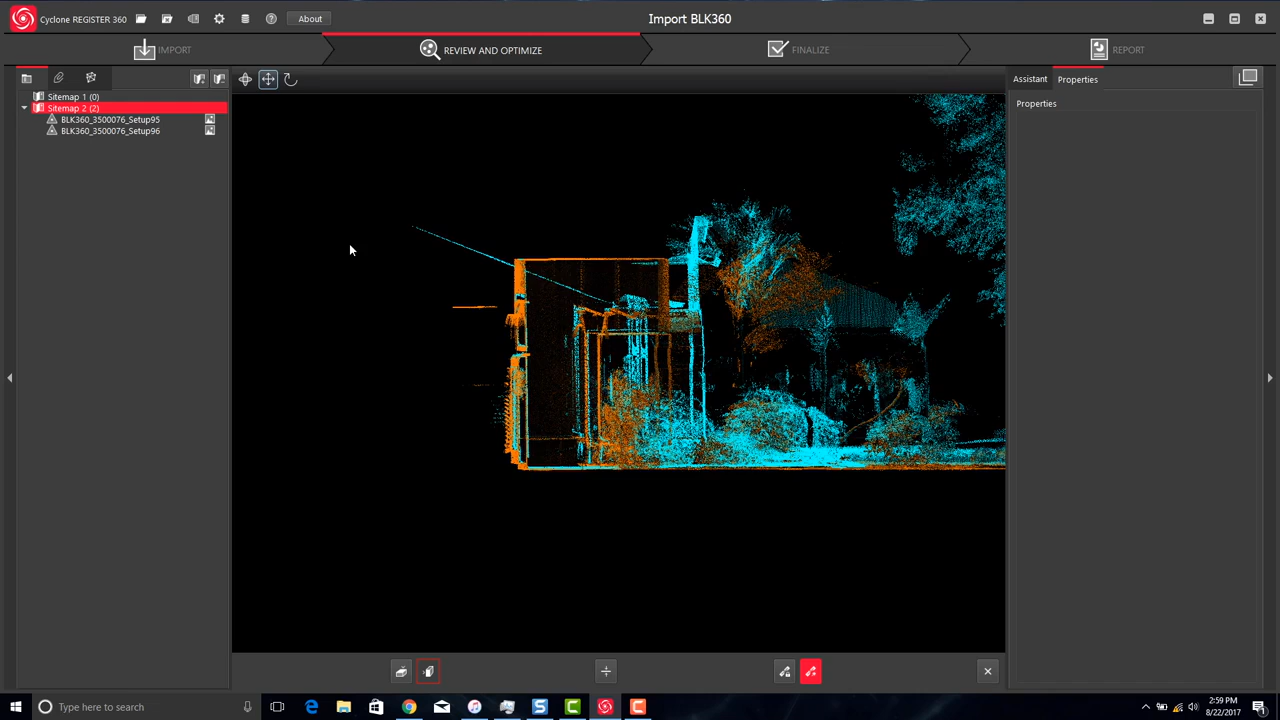 Cyclone REGISTER 360
About
Import BLK360
IMPORT
REVIEW AND OPTIMIZE
FINALIZE
REPORT
Assistant
Properties
Sitemap 1 (0)
Sitemap 2 (2)
BLK360_3500076_Setup95
BLK360_3500076_Setup96
Properties
Type here to search
2:59 PM
8/22/2017